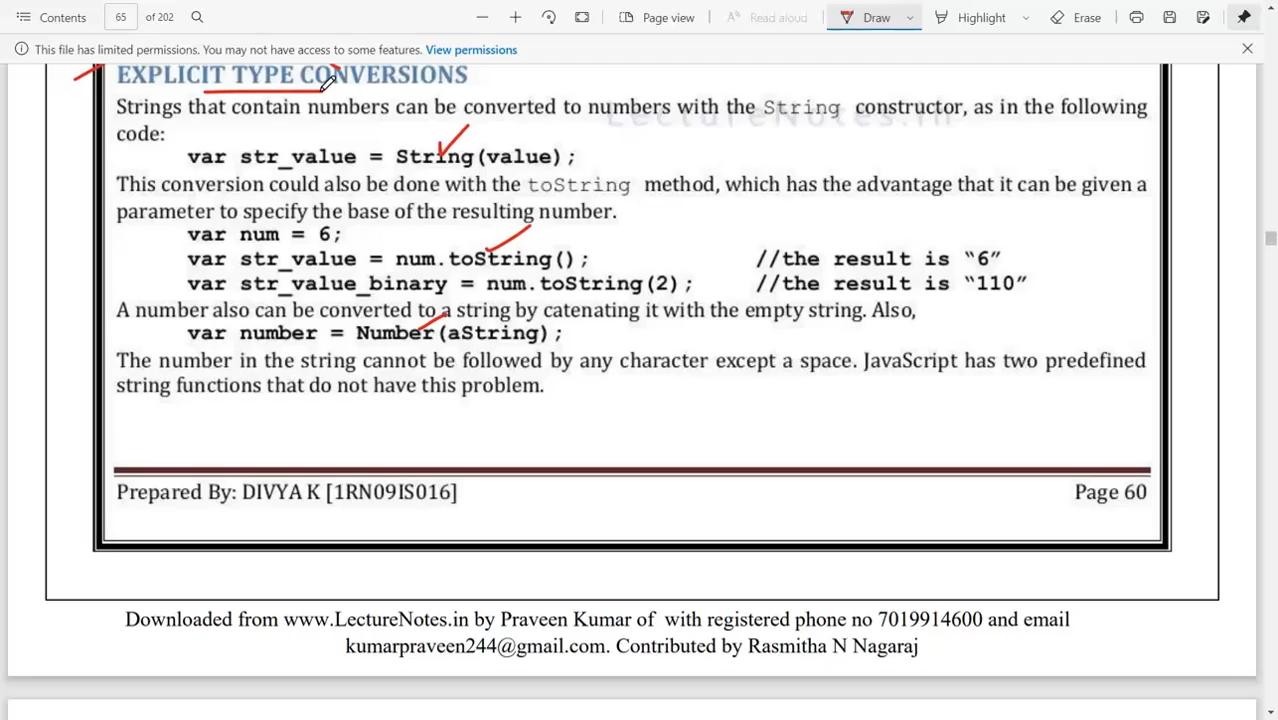 Contents 65 of 202 Page view Read aloud Draw Highlight Erase
This file has limited permissions. You may not have access to some features. View permissions
EXPLICIT TYPE CONVERSIONS
Strings that contain numbers can be converted to numbers with the String constructor, as in the following
LectureNotes.in
code:
var str_value = String(value);
This conversion could also be done with the toString method, which has the advantage that it can be given a
parameter to specify the base of the resulting number.
var num = 6;
var str_value = num.toString(); //the result is “6”
var str_value_binary = num.toString(2); //the result is “110”
A number also can be converted to a string by catenating it with the empty string. Also,
var number = Number(aString);
The number in the string cannot be followed by any character except a space. JavaScript has two predefined
string functions that do not have this problem.
Prepared By: DIVYA K [1RN09IS016] Page 60
Downloaded from www.LectureNotes.in by Praveen Kumar of with registered phone no 7019914600 and email
kumarpraveen244@gmail.com. Contributed by Rasmitha N Nagaraj